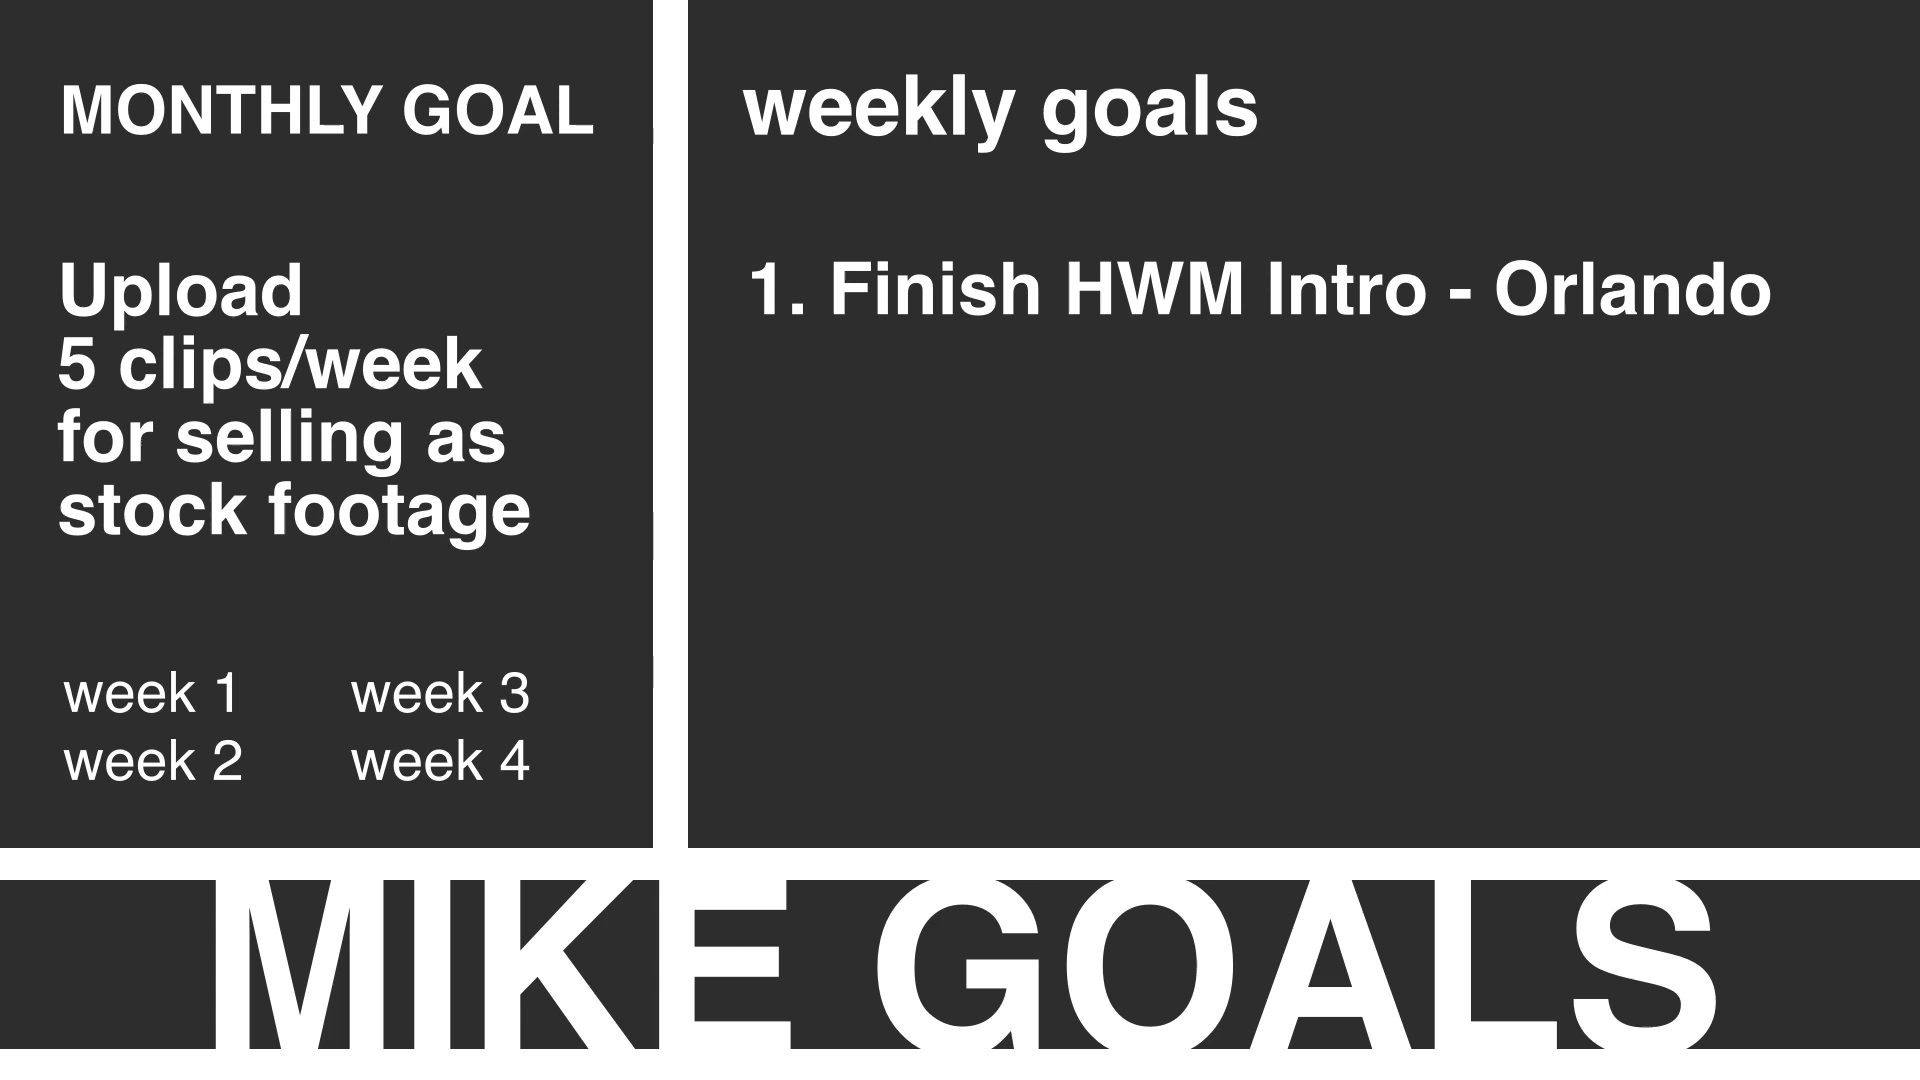 MONTHLY GOAL
Upload
5 clips/week
for selling as
stock footage
week 1
week 2
week 3
week 4
weekly goals
1. Finish HWM Intro - Orlando
MIKE GOALS